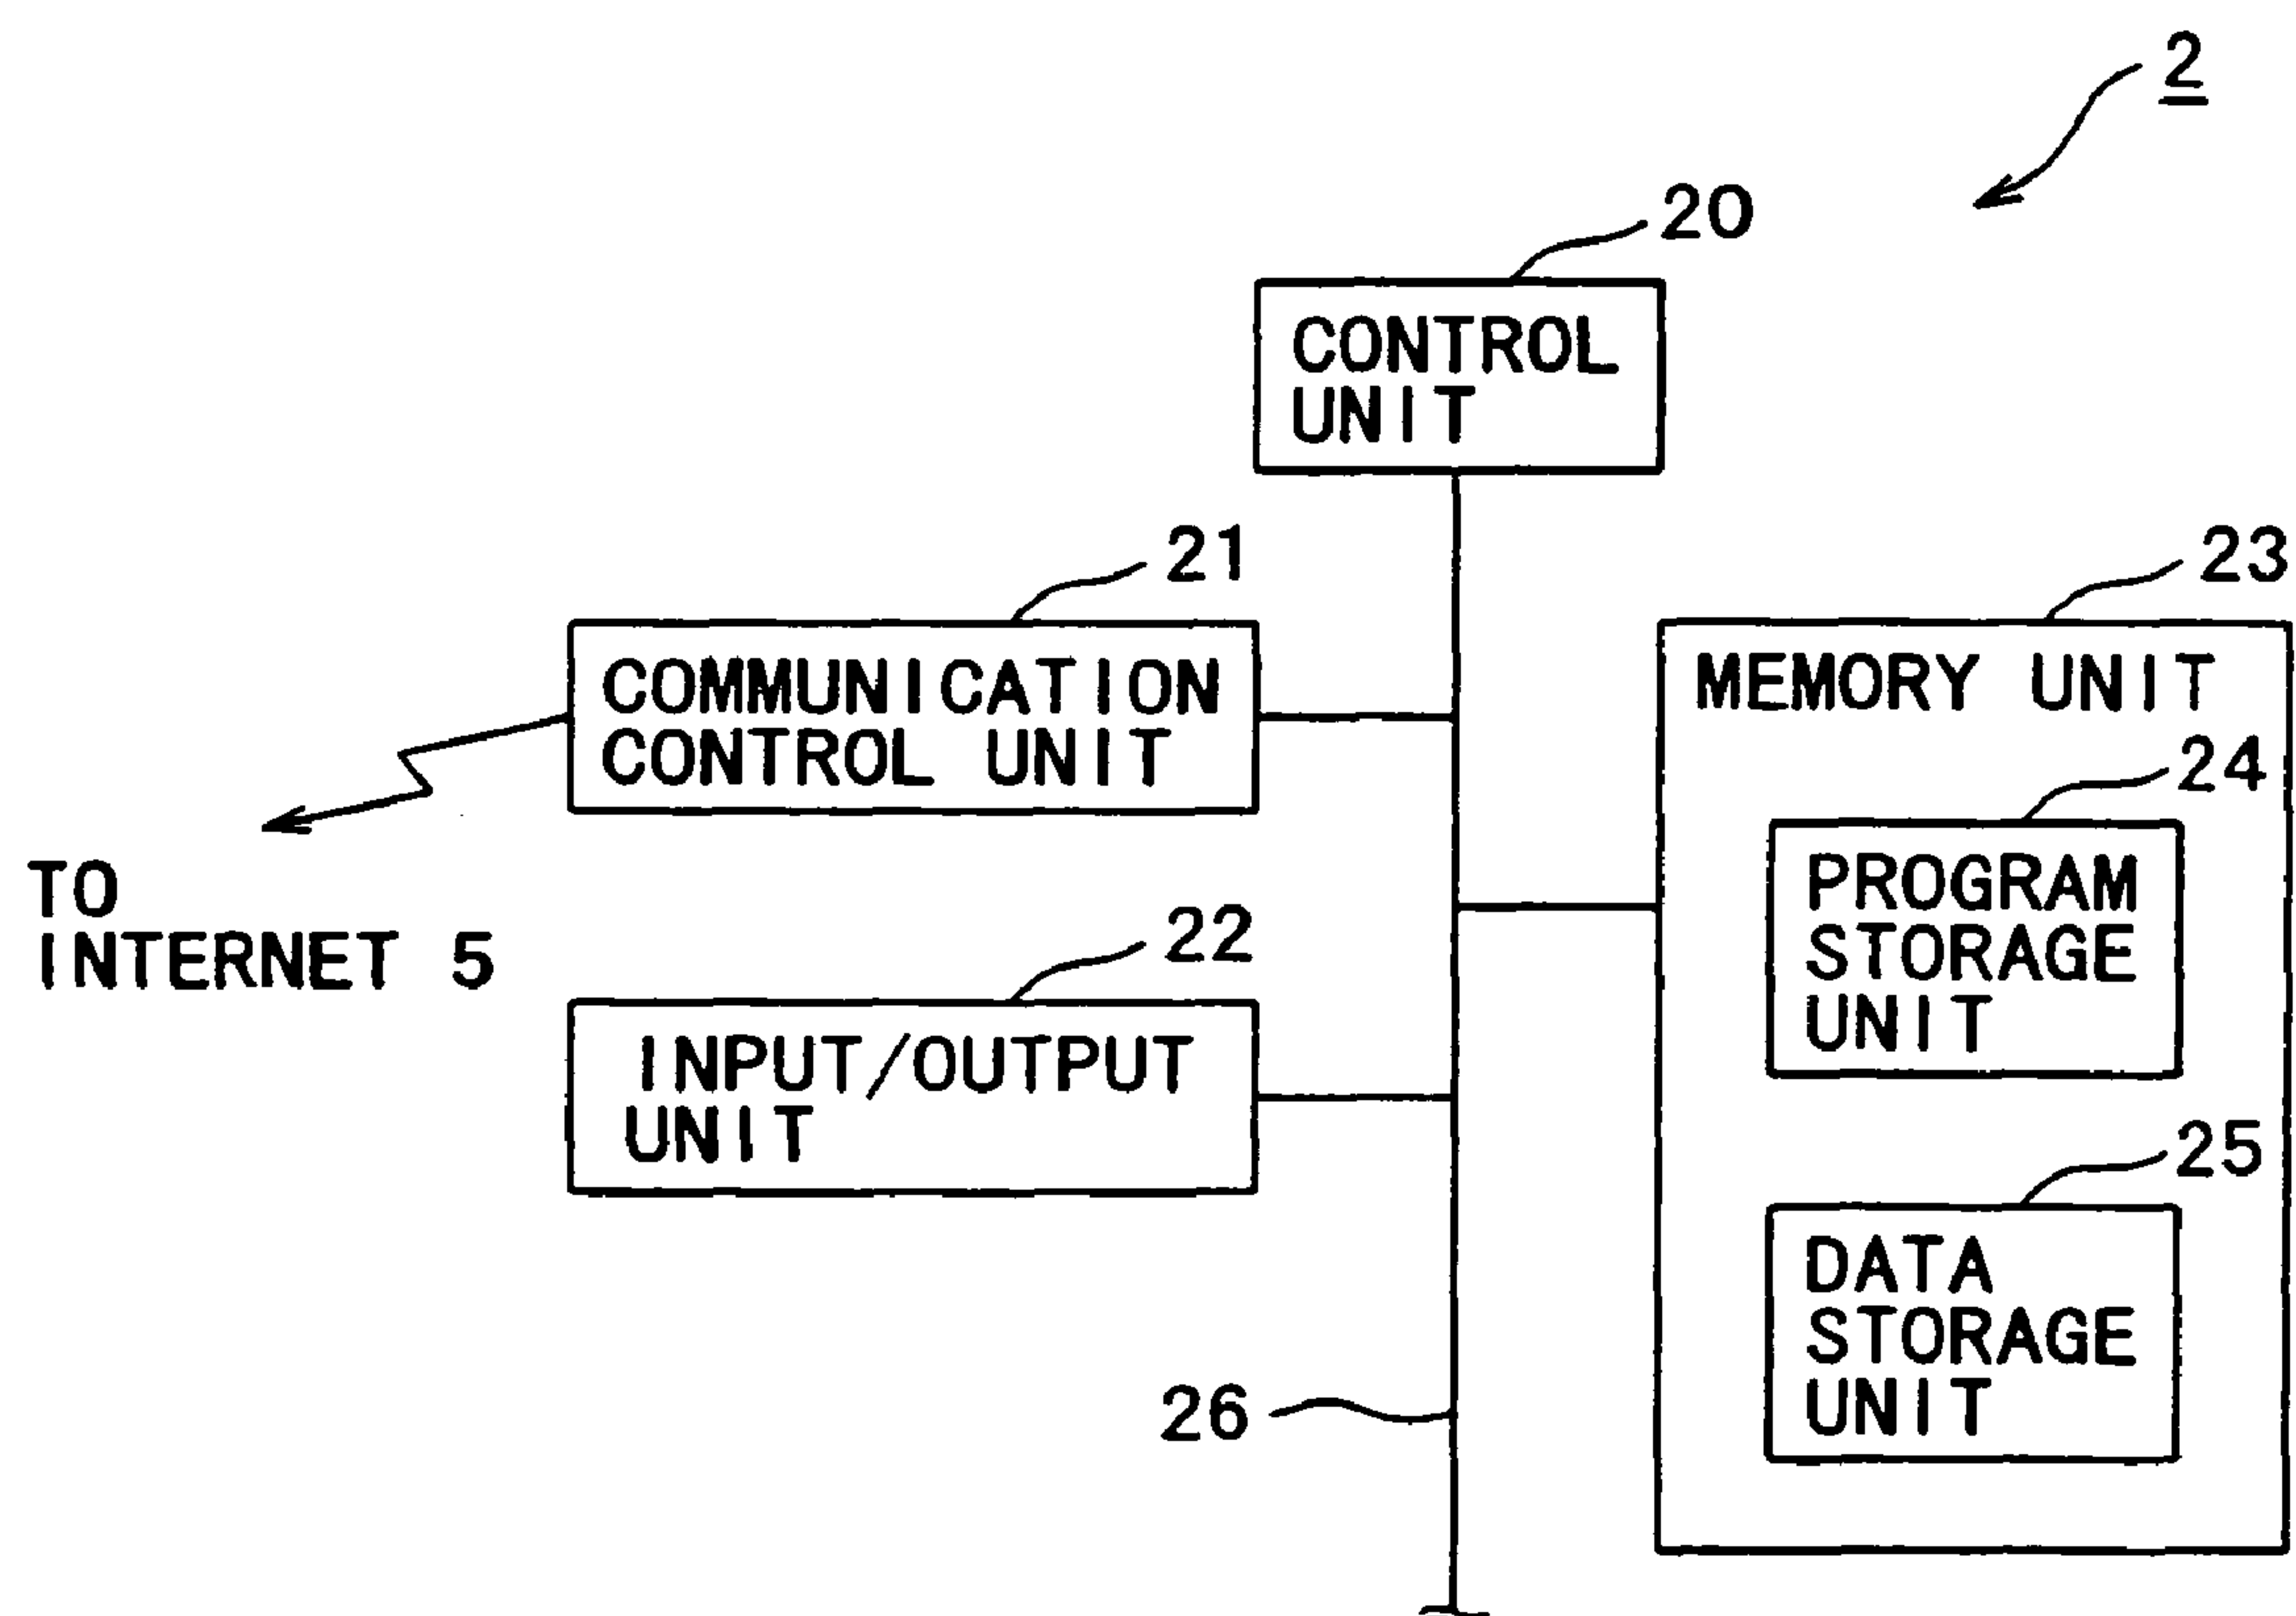 2
20
CONTROL
UNIT
21
COMMUNICATION
CONTROL UNIT
23
MEMORY UNIT
24
PROGRAM
STORAGE
UNIT
TO
INTERNET 5
22
INPUT/OUTPUT
UNIT
25
DATA
STORAGE
UNIT
26